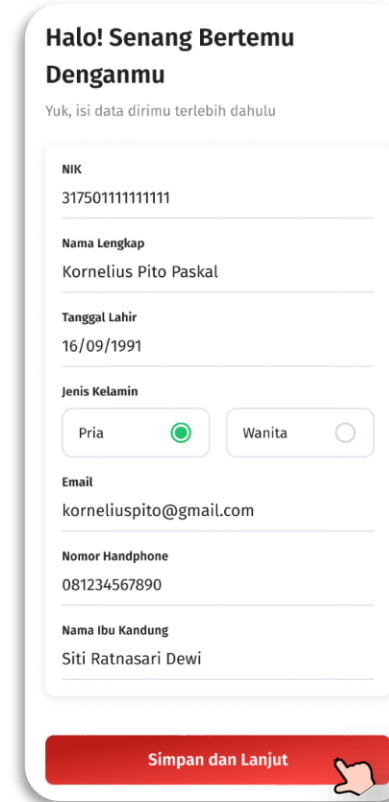 Halo! Senang Bertemu
Denganmu
Yuk, isi data dirimu terlebih dahulu
NIK
317501111111111
Nama Lengkap
Kornelius Pito Paskal
Tanggal Lahir
16/09/1991
Jenis Kelamin
Pria
Wanita
Email
korneliuspito@gmail.com
Nomor Handphone
081234567890
Nama Ibu Kandung
Siti Ratnasari Dewi
Simpan dan Lanjut